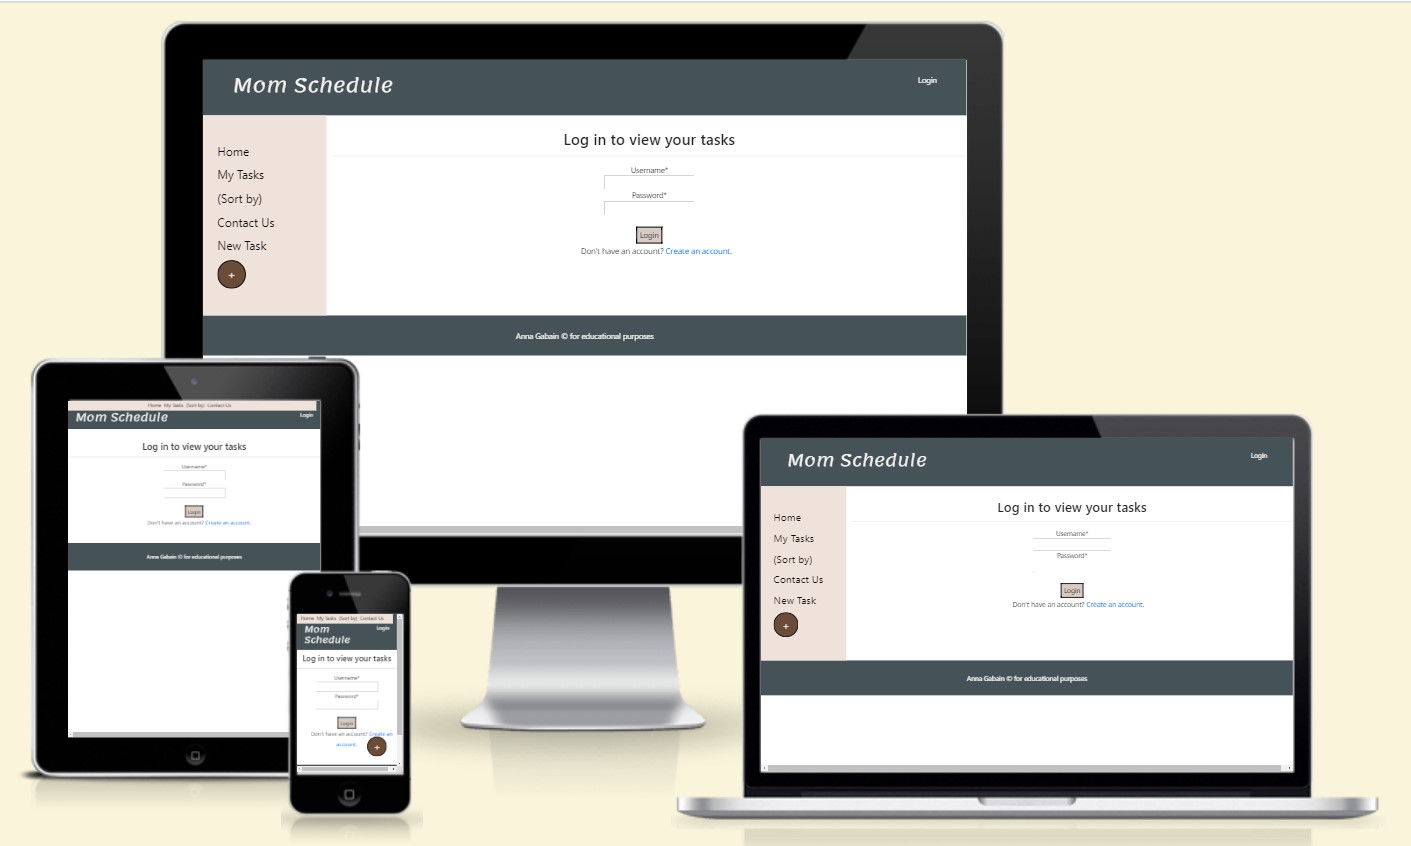 Mom Schedule
Login
Home
My Tasks
(Sort by)
Contact Us
New Task
+
Log in to view your tasks
Username*
Password*
Login
Don't have an account? Create an account.
Anna Gabain © for educational purposes
Home My Tasks (Sort by) Contact Us
Mom Schedule
Login
Log in to view your tasks
Username*
Password*
Login
Don't have an account? Create an account.
Anna Gabain © for educational purposes
Home My Tasks (Sort by) Contact Us
Mom
Schedule
Login
Log in to view your tasks
Username*
Password*
Login
Don't have an account? Create an
account.
+
Mom Schedule
Login
Home
My Tasks
(Sort by)
Contact Us
New Task
+
Log in to view your tasks
Username*
Password*
Login
Don't have an account? Create an account.
Anna Gabain © for educational purposes